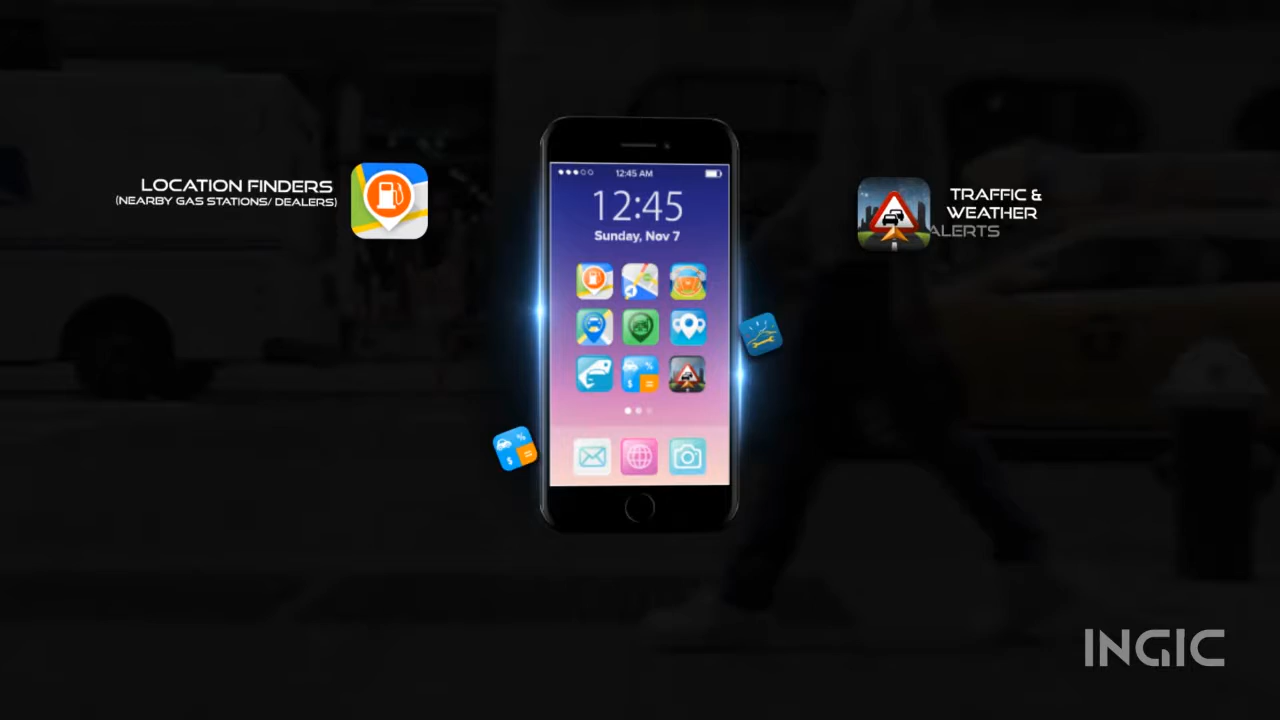 LOCATION FINDERS
(NEARBY GAS STATIONS/ DEALERS)
12:45 AM
12:45
Sunday, Nov 7
% 
$ =
%
$ =
TRAFFIC &
WEATHER
ALERTS
INGIC